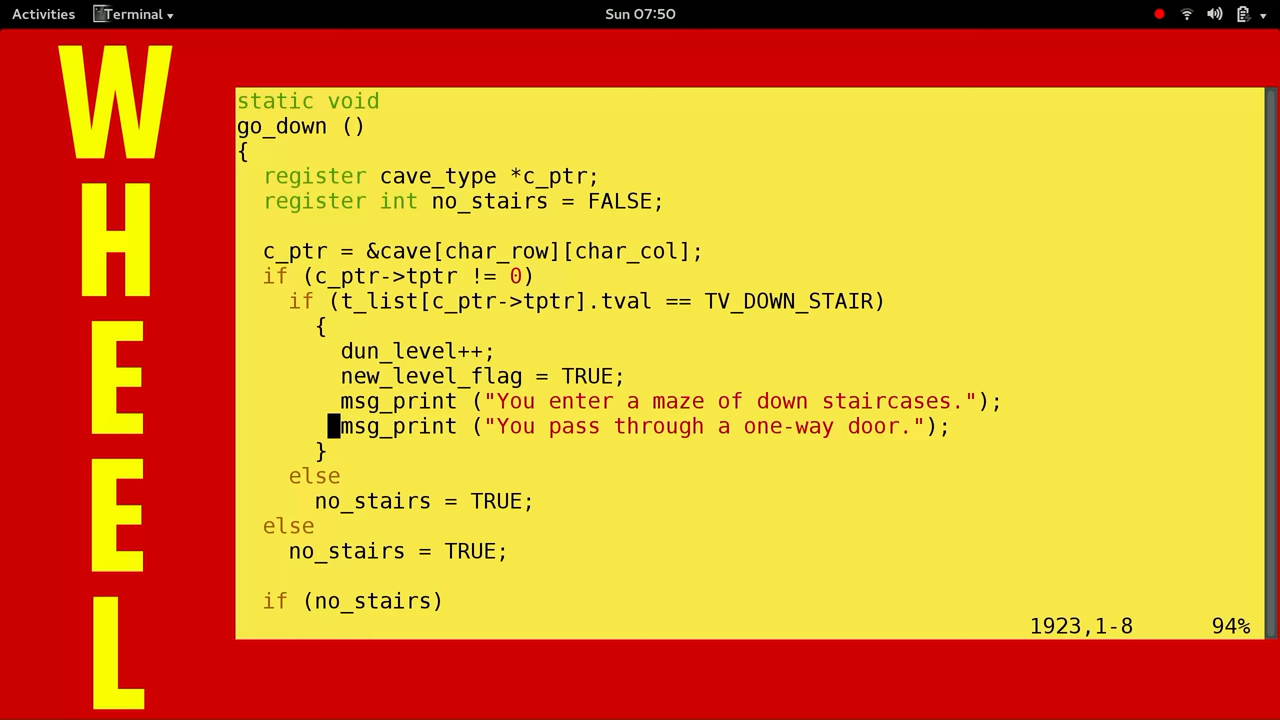 Activities Terminal Sun 07:50
WHEEL
static void
go_down ()
{
  register cave_type *c_ptr;
  register int no_stairs = FALSE;

  c_ptr = &cave[char_row][char_col];
  if (c_ptr->tptr != 0)
    if (t_list[c_ptr->tptr].tval == TV_DOWN_STAIR)
      {
        dun_level++;
        new_level_flag = TRUE;
        msg_print ("You enter a maze of down staircases.");
        msg_print ("You pass through a one-way door.");
      }
    else
      no_stairs = TRUE;
  else
    no_stairs = TRUE;

  if (no_stairs)
1923,1-8 94%